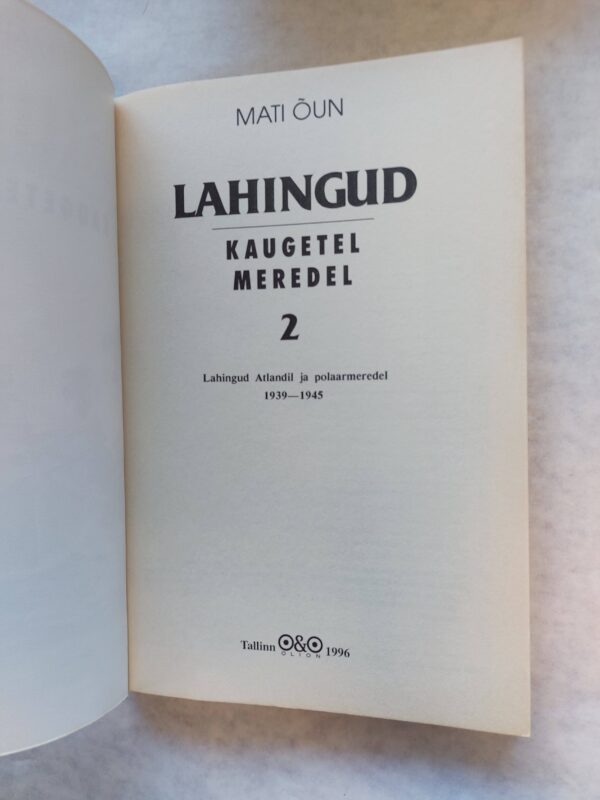 MATI ÕUN
LAHINGUD
KAUGETEL
MEREDEL
2
Lahingud Atlandil ja polaarmeredel
1939—1945
Tallinn O&O 1996
OLION